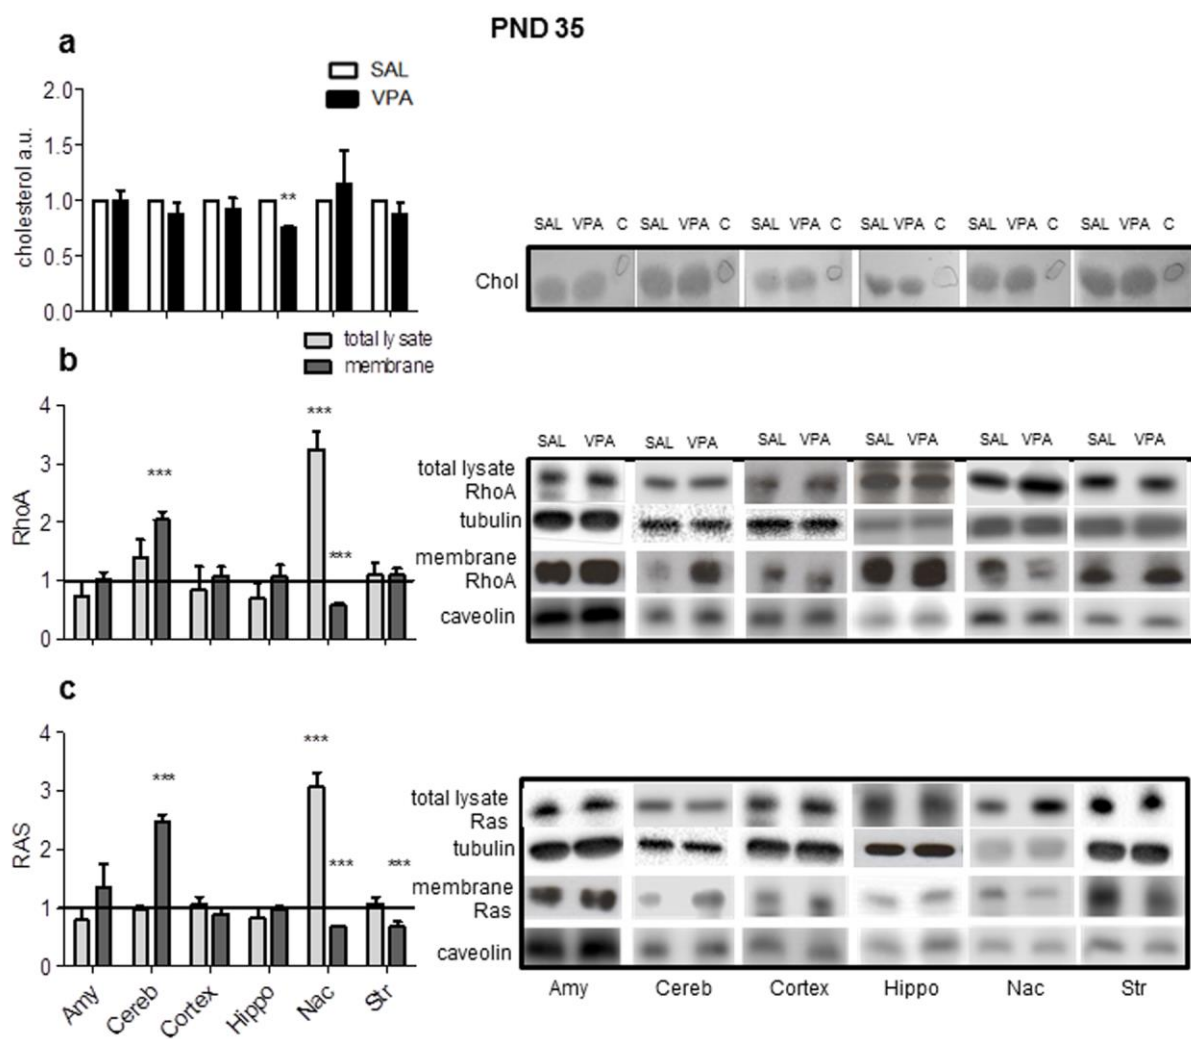 PND 35
a
SAL
VPA
2.0
1.5
1.0
0.5
0.0
cholesterol a.u.
**
SAL VPA C SAL VPA C SAL VPA C SAL VPA C SAL VPA C SAL VPA C
Chol
total lysate
membrane
b
4
3
2
1
0
RhoA
***
***
***
SAL VPA SAL VPA SAL VPA SAL VPA SAL VPA SAL VPA
total lysate
RhoA
tubulin
membrane
RhoA
caveolin
c
4
3
2
1
0
RAS
***
***
***
***
Amy Cereb Cortex Hippo Nac Str
total lysate
Ras
tubulin
membrane
Ras
caveolin
Amy Cereb Cortex Hippo Nac Str